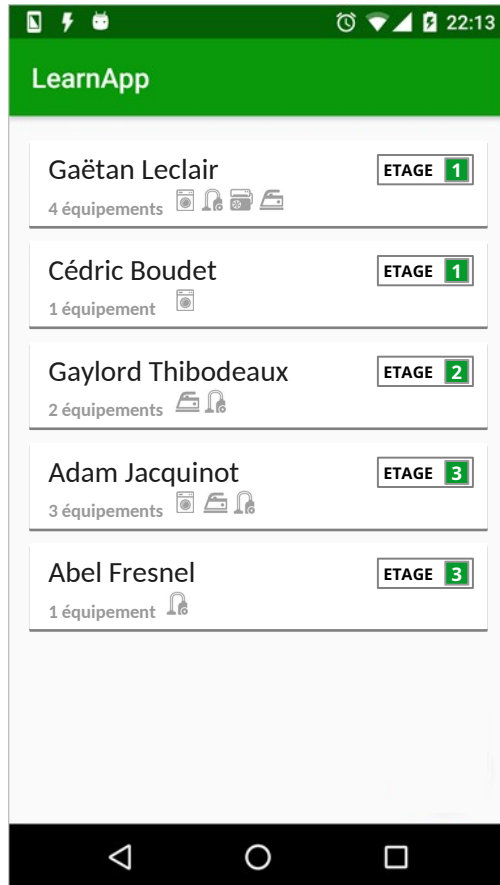 22:13
LearnApp
Gaëtan Leclair ETAGE 1
4 équipements
Cédric Boudet ETAGE 1
1 équipement
Gaylord Thibodeaux ETAGE 2
2 équipements
Adam Jacquinot ETAGE 3
3 équipements
Abel Fresnel ETAGE 3
1 équipement